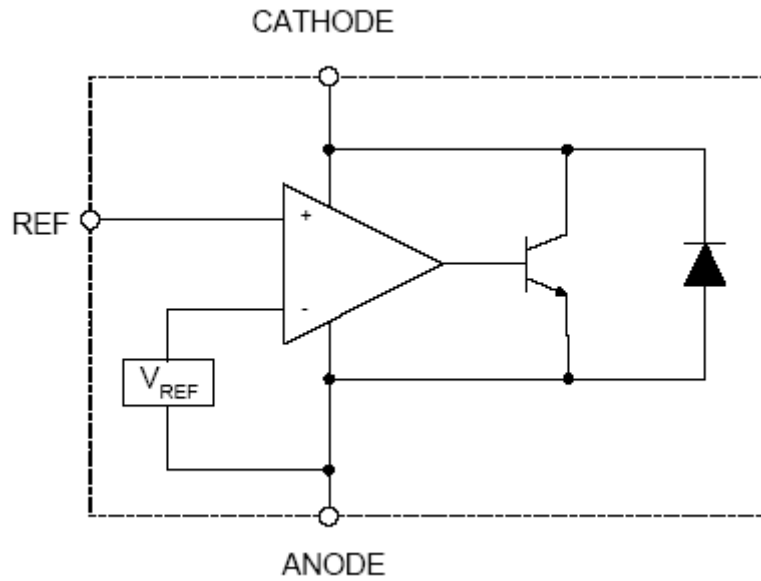 CATHODE
REF
+
-
VREF
ANODE